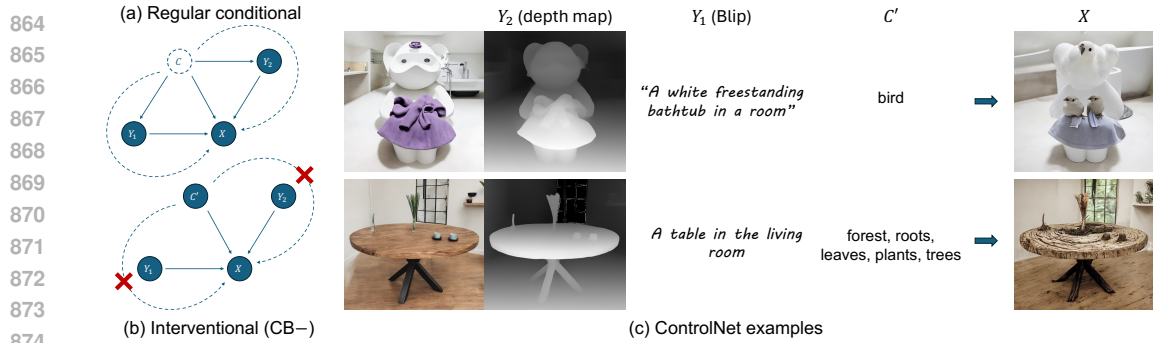 864
865
866
867
868
869
870
871
872
873
874
(a) Regular conditional
C
Y₂
Y₁
X
C′
Y₂
Y₁
X
(b) Interventional (CB−)
Y₂ (depth map)
Y₁ (Blip)
C′
X
"A white freestanding
bathtub in a room"
bird
A table in the living
room
forest, roots,
leaves, plants, trees
(c) ControlNet examples